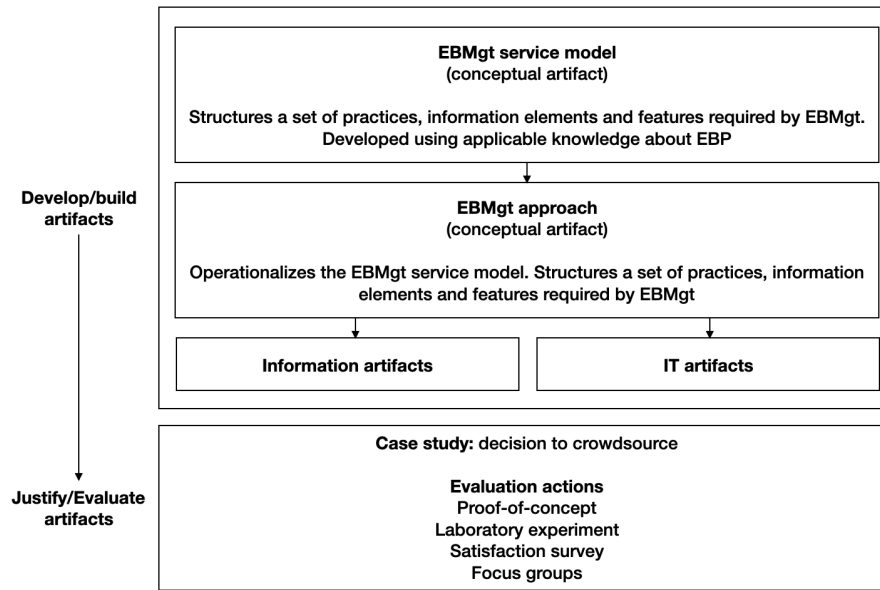 EBMgt service model
(conceptual artifact)
Structures a set of practices, information elements and features required by EBMgt.
Developed using applicable knowledge about EBP
Develop/build
artifacts
EBMgt approach
(conceptual artifact)
Operationalizes the EBMgt service model. Structures a set of practices, information
elements and features required by EBMgt
Information artifacts
IT artifacts
Justify/Evaluate
artifacts
Case study: decision to crowdsource
Evaluation actions
Proof-of-concept
Laboratory experiment
Satisfaction survey
Focus groups